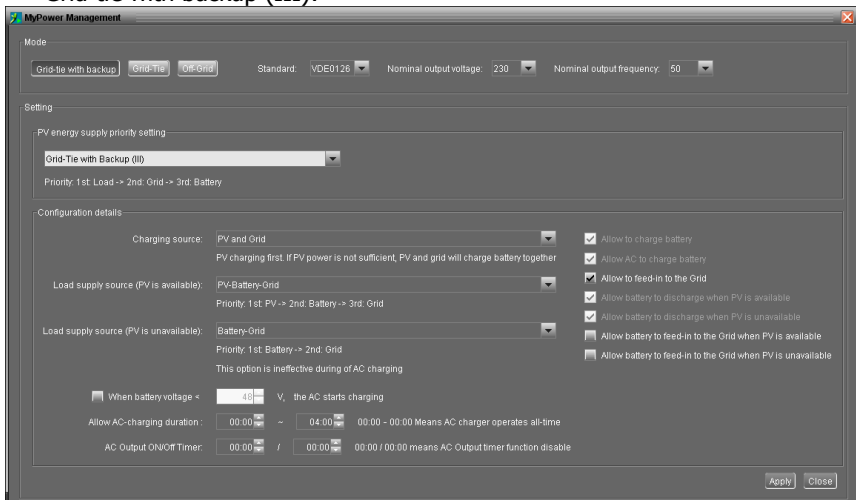 Grid-tie with backup (III):
MyPower Management
Mode
Grid-tie with backup Grid-Tie Off-Grid Standard: VDE0126 Nominal output voltage: 230 Nominal output frequency: 50
Setting
PV energy supply priority setting
Grid-Tie with Backup (III)
Priority: 1st: Load -> 2nd: Grid -> 3rd: Battery
Configuration details
Charging source: PV and Grid
PV charging first. If PV power is not sufficient, PV and grid will charge battery together
Load supply source (PV is available): PV-Battery-Grid
Priority: 1st: PV -> 2nd: Battery -> 3rd: Grid
Load supply source (PV is unavailable): Battery-Grid
Priority: 1st: Battery -> 2nd: Grid
This option is ineffective during of AC charging
When battery voltage < 48 V, the AC starts charging
Allow AC-charging duration : 00:00 ~ 04:00 00:00 - 00:00 Means AC charger operates all-time
AC Output ON/Off Timer: 00:00 / 00:00 00:00 / 00:00 means AC Output timer function disable
Allow to charge battery
Allow AC to charge battery
Allow to feed-in to the Grid
Allow battery to discharge when PV is available
Allow battery to discharge when PV is unavailable
Allow battery to feed-in to the Grid when PV is available
Allow battery to feed-in to the Grid when PV is unavailable
Apply Close